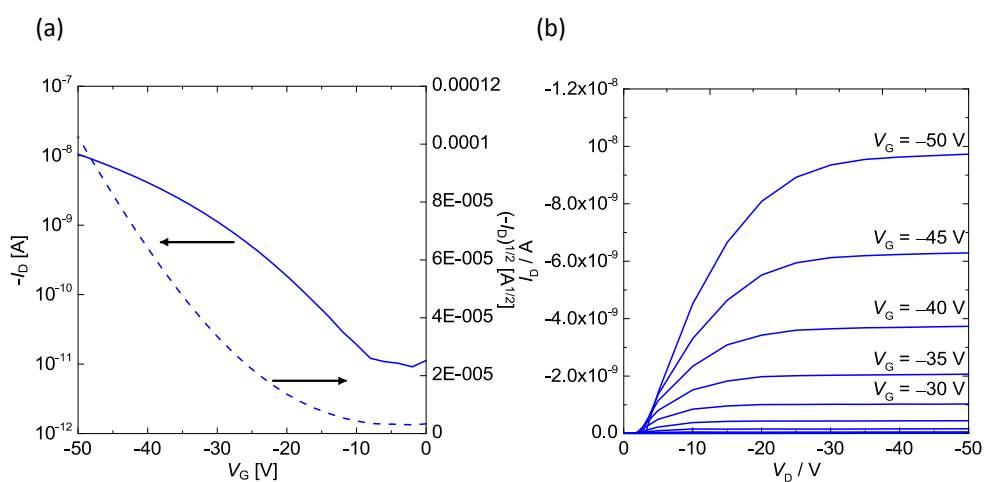 (a)
(b)
10⁻⁷
10⁻⁸
10⁻⁹
10⁻¹⁰
10⁻¹¹
10⁻¹²
-I_D [A]
-50 -40 -30 -20 -10 0
V_G [V]
0.00012
0.0001
8E-005
6E-005
4E-005
2E-005
0
(-I_D)^1/2 [A^1/2]
I_D / A
-1.2x10⁻⁸
10⁻⁸
-8.0x10⁻⁹
-6.0x10⁻⁹
-4.0x10⁻⁹
-2.0x10⁻⁹
0.0
V_G = –50 V
V_G = –45 V
V_G = –40 V
V_G = –35 V
V_G = –30 V
0 -10 -20 -30 -40 -50
V_D / V